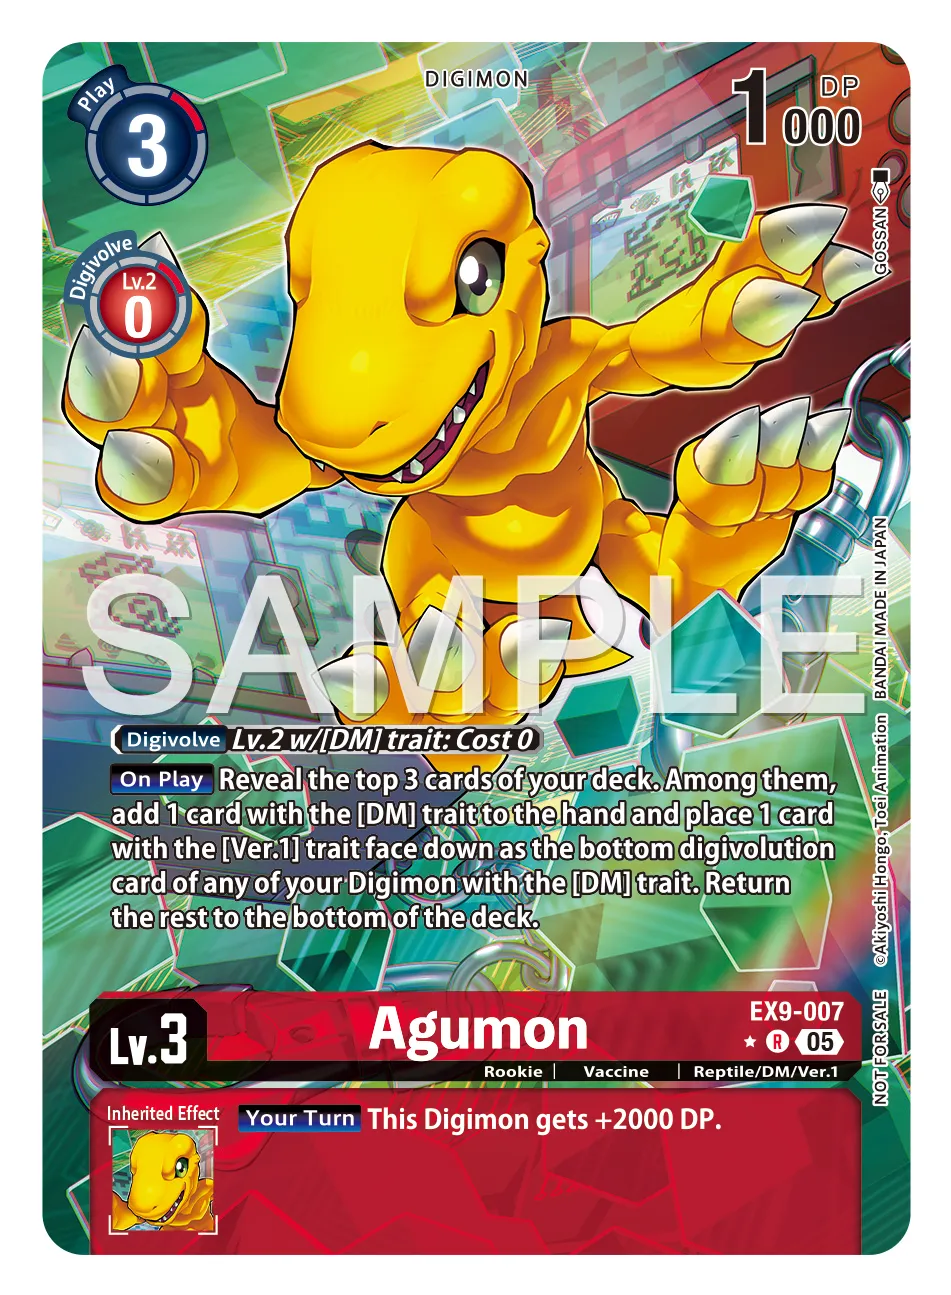 DIGIMON
Play
3
1000
DP
Digivolve
Lv.2
0
GOSSAN
SAMPLE
BANDAI MADE IN JAPAN
©Akiyoshi Hongo, Toei Animation
NOT FOR SALE
Digivolve Lv.2 w/[DM] trait: Cost 0
On Play Reveal the top 3 cards of your deck. Among them,
add 1 card with the [DM] trait to the hand and place 1 card
with the [Ver.1] trait face down as the bottom digivolution
card of any of your Digimon with the [DM] trait. Return
the rest to the bottom of the deck.
Lv.3
Agumon
EX9-007
R 05
Rookie | Vaccine | Reptile/DM/Ver.1
Inherited Effect
Your Turn This Digimon gets +2000 DP.